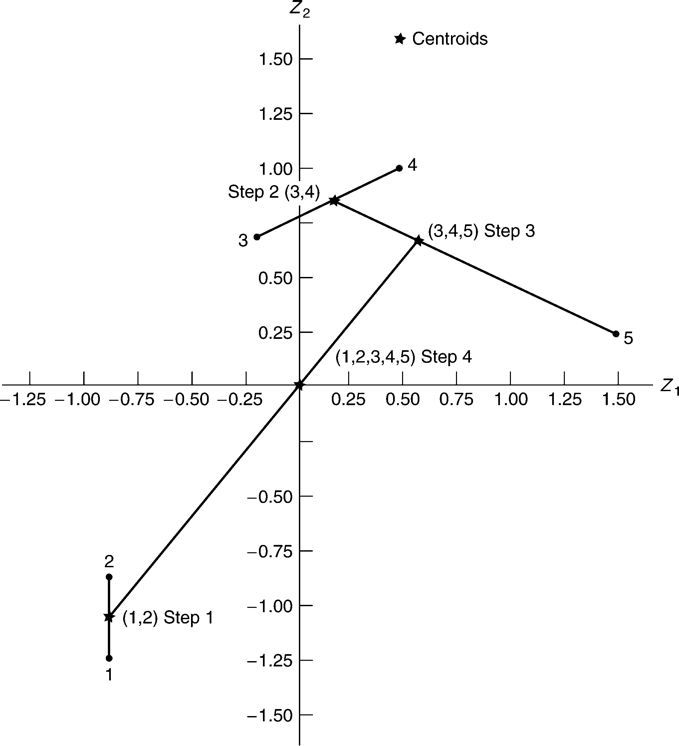 Z2
★ Centroids
1.50
1.25
1.00
4
Step 2 (3,4)
(3,4,5) Step 3
3
0.50
0.25
5
(1,2,3,4,5) Step 4
Z1
−1.25 −1.00 −0.75 −0.50 −0.25 0.25 0.50 0.75 1.00 1.25 1.50
−0.50
−0.75
2
−1.00
(1,2) Step 1
−1.25
1
−1.50